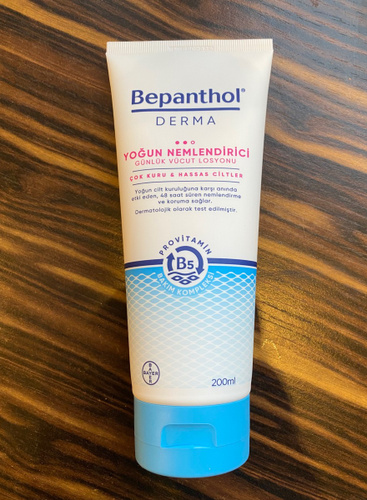 Bepanthol®
DERMA
YOĞUN NEMLENDİRİCİ
GÜNLÜK VÜCUT LOSYONU
ÇOK KURU & HASSAS CİLTLER
Yoğun cilt kuruluğuna karşı anında
etki eden, 48 saat süren nemlendirme
ve koruma sağlar.
Dermatolojik olarak test edilmiştir.
PROVİTAMİN
B5
BAKIM KOMPLEKSİ
BAYER
BAYER
200ml